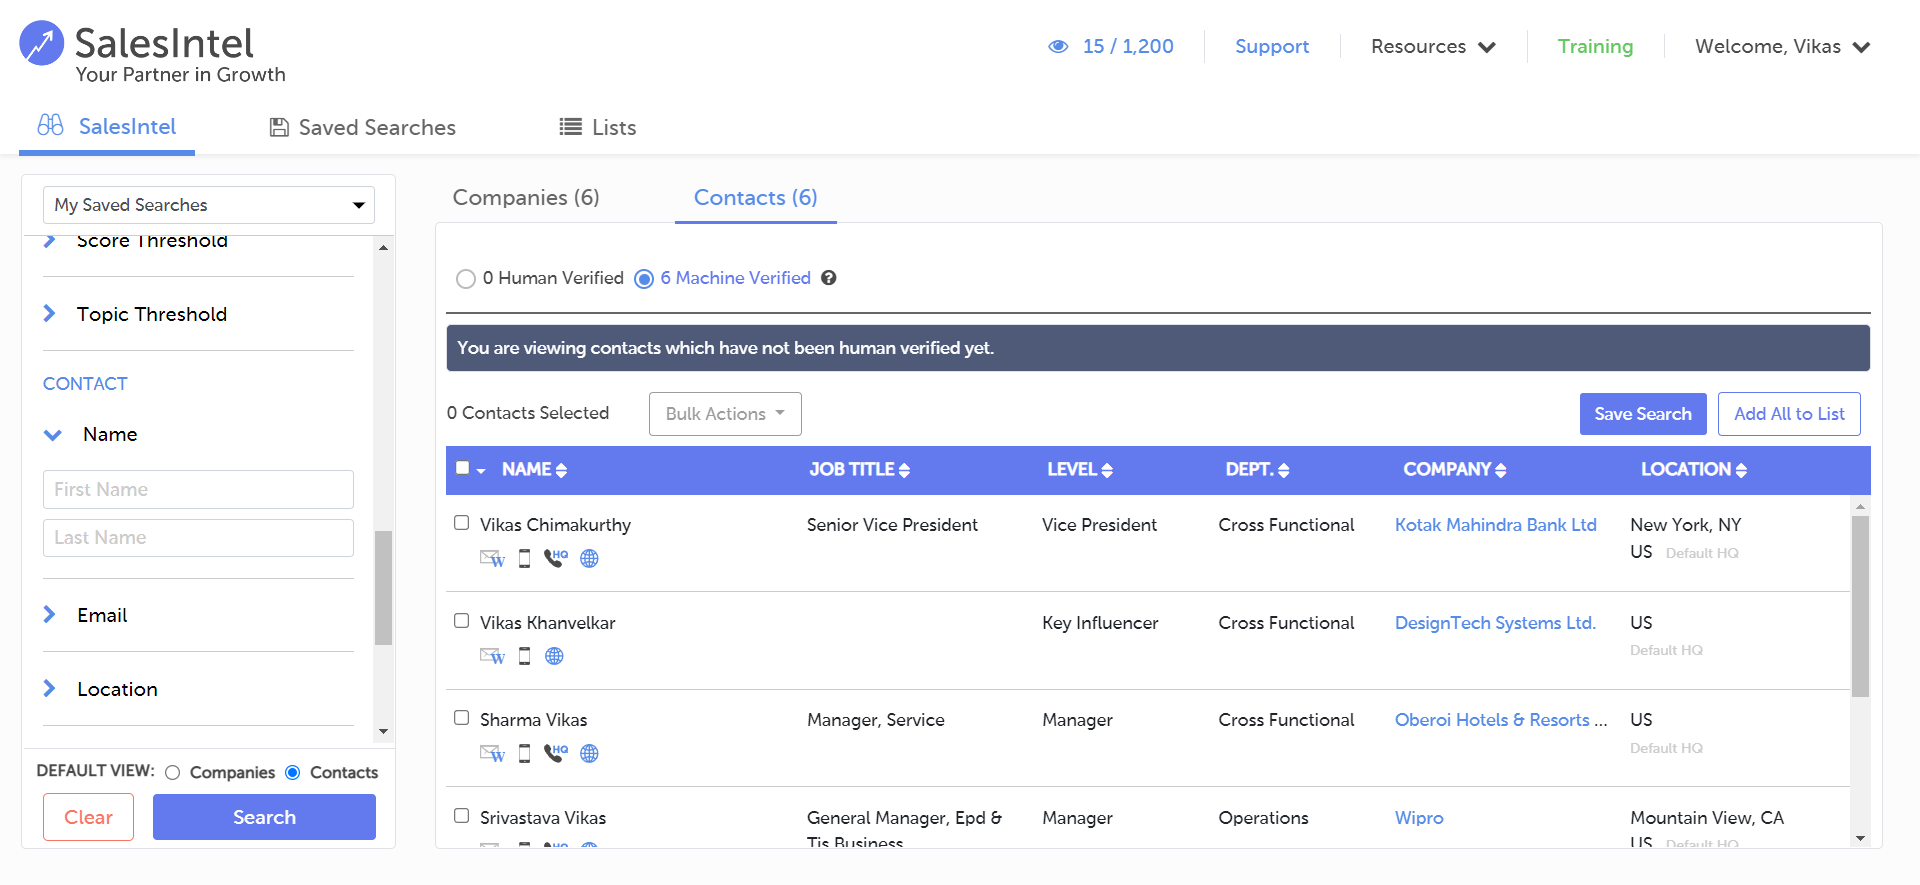 SalesIntel
Your Partner in Growth
15 / 1,200
Support
Resources
Training
Welcome, Vikas
SalesIntel
Saved Searches
Lists
My Saved Searches
Score Threshold
Topic Threshold
CONTACT
Name
First Name
Last Name
Email
Location
DEFAULT VIEW: Companies Contacts
Clear
Search
Companies (6)
Contacts (6)
0 Human Verified 6 Machine Verified ?
You are viewing contacts which have not been human verified yet.
0 Contacts Selected
Bulk Actions
Save Search
Add All to List
NAME JOB TITLE LEVEL DEPT. COMPANY LOCATION
Vikas Chimakurthy Senior Vice President Vice President Cross Functional Kotak Mahindra Bank Ltd New York, NY
W HQ US Default HQ
Vikas Khanvelkar Key Influencer Cross Functional DesignTech Systems Ltd. US
W Default HQ
Sharma Vikas Manager, Service Manager Cross Functional Oberoi Hotels & Resorts ... US
W HQ Default HQ
Srivastava Vikas General Manager, Epd & Manager Operations Wipro Mountain View, CA
Tis Business US Default HQ